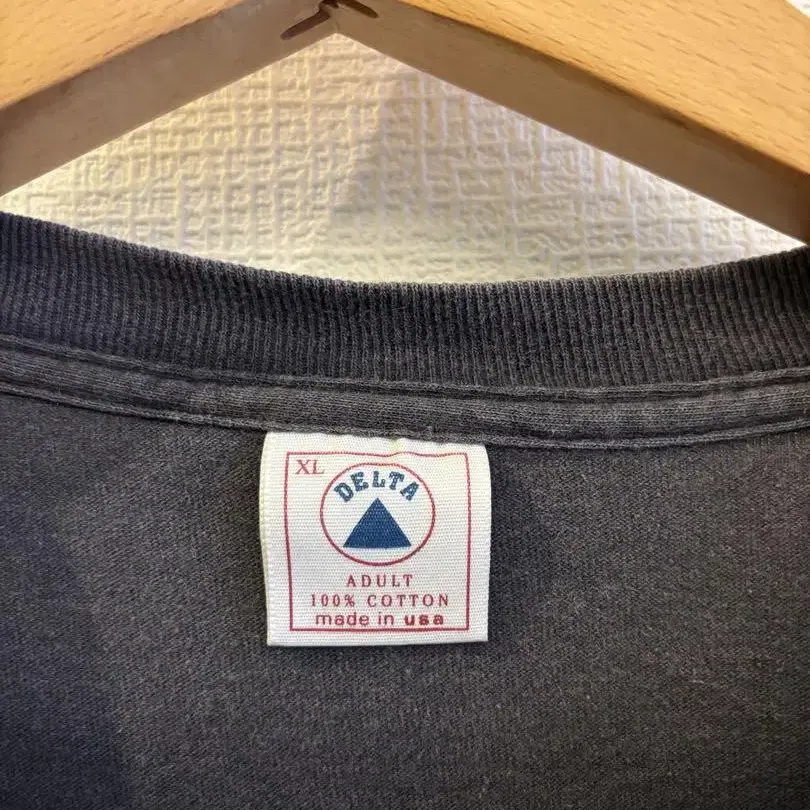 XL
DELTA
ADULT
100% COTTON
made in usa